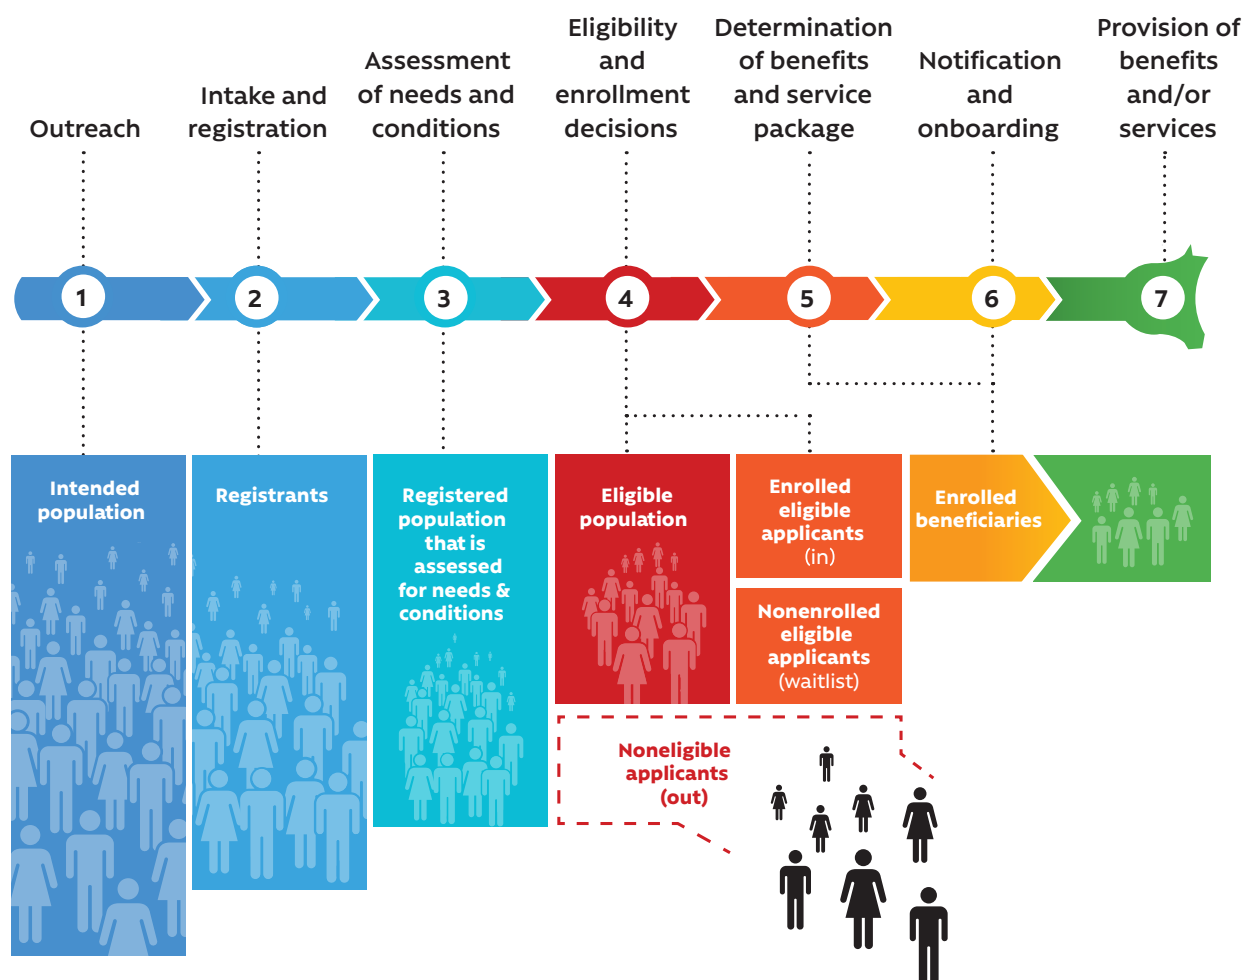 Outreach
Intake and
registration
Assessment
of needs and
conditions
Eligibility
and
enrollment
decisions
Determination
of benefits
and service
package
Notification
and
onboarding
Provision of
benefits
and/or
services
1
2
3
4
5
6
7
Intended
population
Registrants
Registered
population
that is
assessed
for needs &
conditions
Eligible
population
Enrolled
eligible
applicants
(in)
Nonenrolled
eligible
applicants
(waitlist)
Enrolled
beneficiaries
Noneligible
applicants
(out)